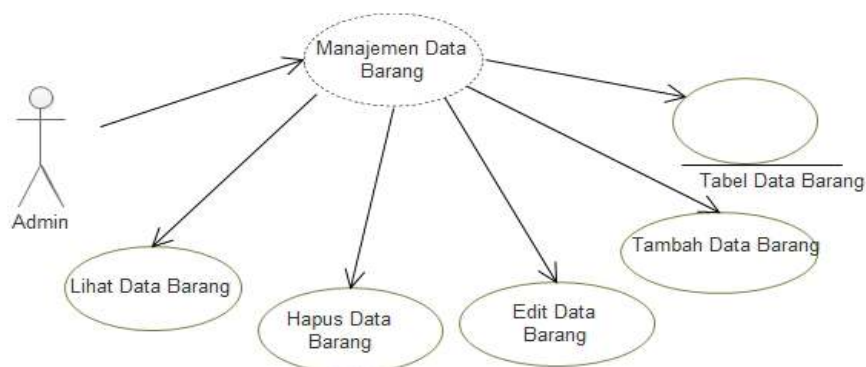 Manajemen Data
Barang
Admin
Tabel Data Barang
Tambah Data Barang
Lihat Data Barang
Hapus Data
Barang
Edit Data
Barang